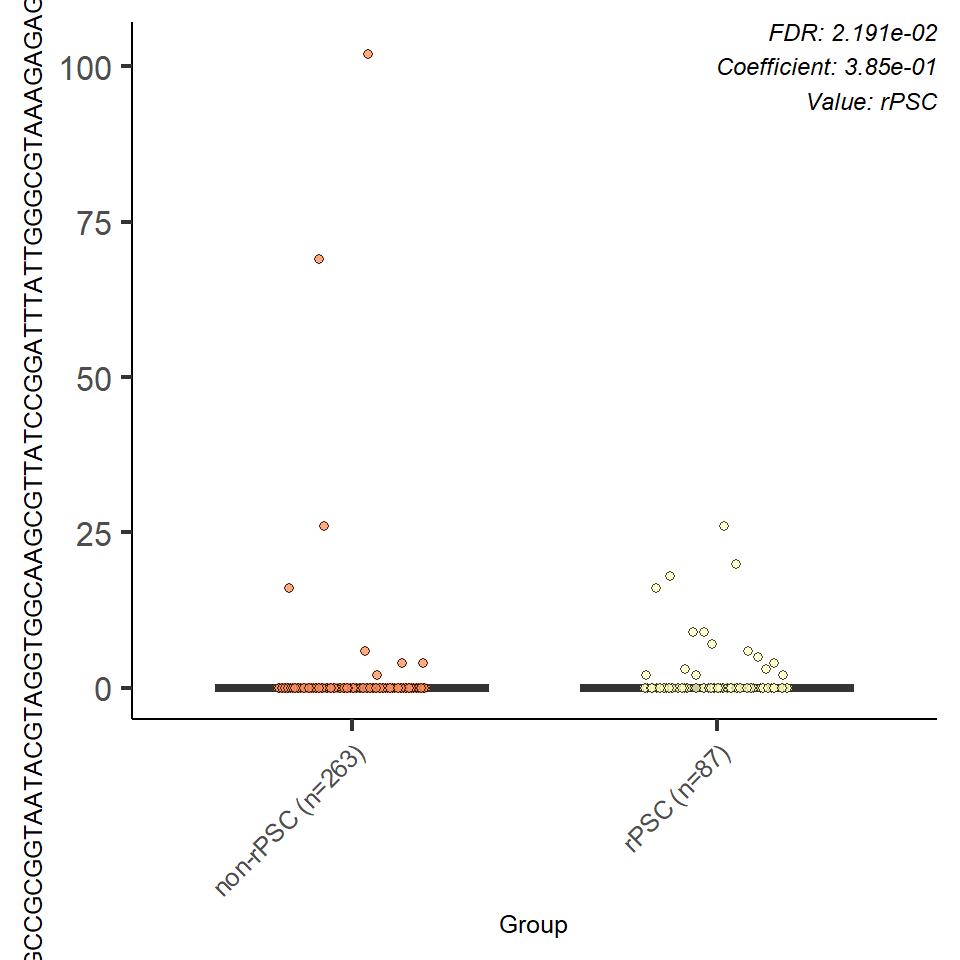 FDR: 2.191e-02
Coefficient: 3.85e-01
Value: rPSC
100
75
50
25
0
GCCGCGGTAATACGTAGGTGGCAAGCGTTATCCGGATTTATTGGGCGTAAAGAGAG
non-rPSC (n=263)
rPSC (n=87)
Group